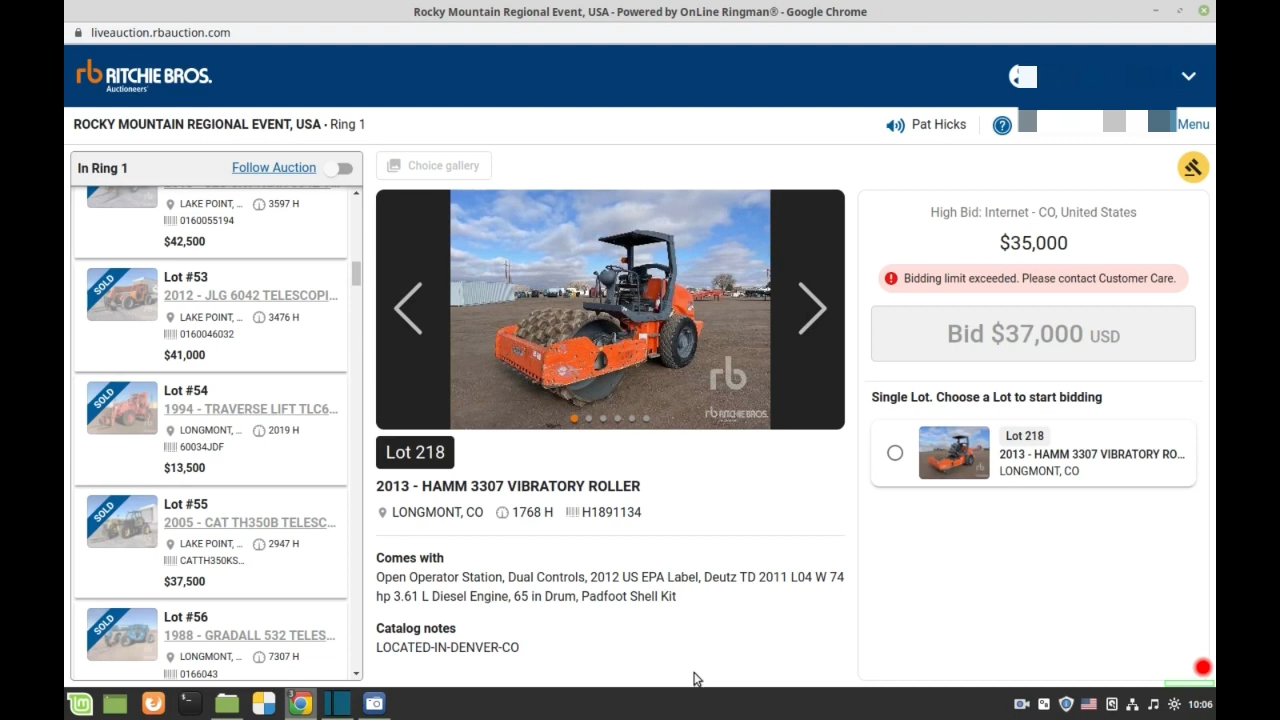 Rocky Mountain Regional Event, USA - Powered by OnLine Ringman® - Google Chrome
liveauction.rbauction.com
rb RITCHIE BROS.
Auctioneers®
ROCKY MOUNTAIN REGIONAL EVENT, USA · Ring 1
Pat Hicks
Menu
In Ring 1
Follow Auction
LAKE POINT, ...
3597 H
0160055194
$42,500
SOLD
Lot #53
2012 - JLG 6042 TELESCOPI...
LAKE POINT, ...
3476 H
0160046032
$41,000
SOLD
Lot #54
1994 - TRAVERSE LIFT TLC6...
LONGMONT, ...
2019 H
60034JDF
$13,500
SOLD
Lot #55
2005 - CAT TH350B TELESC...
LAKE POINT, ...
2947 H
CATTH350KS...
$37,500
SOLD
Lot #56
1988 - GRADALL 532 TELES...
LONGMONT, ...
7307 H
0166043
Choice gallery
rb
rb RITCHIE BROS.
Lot 218
2013 - HAMM 3307 VIBRATORY ROLLER
LONGMONT, CO
1768 H
H1891134
Comes with
Open Operator Station, Dual Controls, 2012 US EPA Label, Deutz TD 2011 L04 W 74
hp 3.61 L Diesel Engine, 65 in Drum, Padfoot Shell Kit
Catalog notes
LOCATED-IN-DENVER-CO
High Bid: Internet - CO, United States
$35,000
Bidding limit exceeded. Please contact Customer Care.
Bid $37,000 USD
Single Lot. Choose a Lot to start bidding
Lot 218
2013 - HAMM 3307 VIBRATORY RO...
LONGMONT, CO
3
10:06